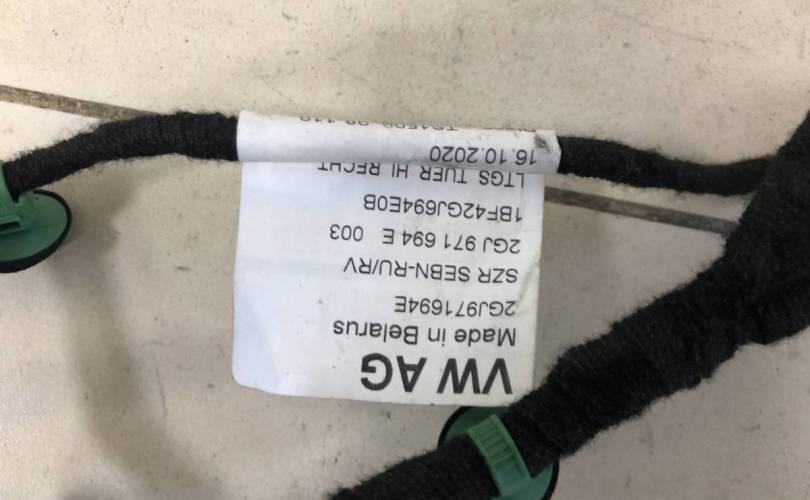 VW AG
Made in Belarus
2GJ971694E
SZR SEBN-RU/RV
2GJ 971 694 E 003
1BF42GJ694E0B
LTGS TUER HI RECHT
16.10.2020